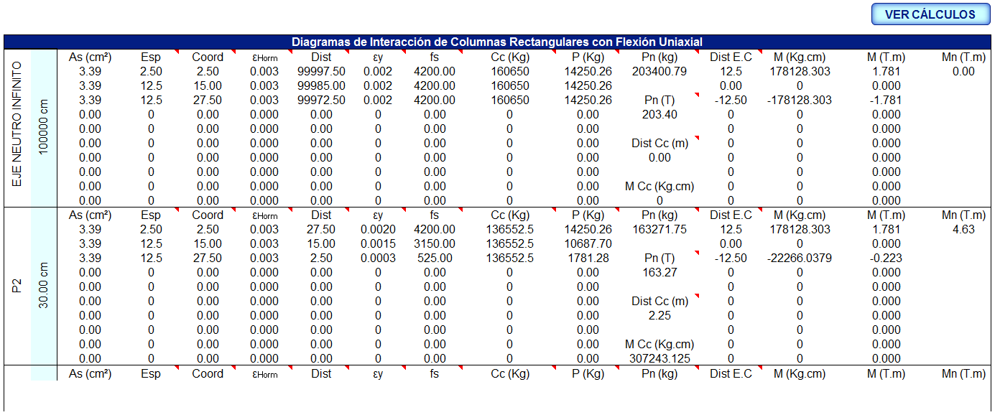 VER CÁLCULOS
Diagramas de Interacción de Columnas Rectangulares con Flexión Uniaxial
EJE NEUTRO INFINITO
100000 cm
As (cm²) Esp Coord εHorm Dist εy fs Cc (Kg) P (Kg) Pn (kg) Dist E.C M (Kg.cm) M (T.m) Mn (T.m)
3.39 2.50 2.50 0.003 99997.50 0.002 4200.00 160650 14250.26 203400.79 12.5 178128.303 1.781 0.00
3.39 12.5 15.00 0.003 99985.00 0.002 4200.00 160650 14250.26 0.00 0 0.000
3.39 12.5 27.50 0.003 99972.50 0.002 4200.00 160650 14250.26 Pn (T) -12.50 -178128.303 -1.781
0.00 0 0.00 0.000 0.00 0 0.00 0 0.00 203.40 0 0 0.000
0.00 0 0.00 0.000 0.00 0 0.00 0 0.00 0 0 0.000
0.00 0 0.00 0.000 0.00 0 0.00 0 0.00 Dist Cc (m) 0 0 0.000
0.00 0 0.00 0.000 0.00 0 0.00 0 0.00 0.00 0 0 0.000
0.00 0 0.00 0.000 0.00 0 0.00 0 0.00 0 0 0.000
0.00 0 0.00 0.000 0.00 0 0.00 0 0.00 M Cc (Kg.cm) 0 0 0.000
0.00 0 0.00 0.000 0.00 0 0.00 0 0.00 0 0 0 0.000
P2
30.00 cm
As (cm²) Esp Coord εHorm Dist εy fs Cc (Kg) P (Kg) Pn (kg) Dist E.C M (Kg.cm) M (T.m) Mn (T.m)
3.39 2.50 2.50 0.003 27.50 0.0020 4200.00 136552.5 14250.26 163271.75 12.5 178128.303 1.781 4.63
3.39 12.5 15.00 0.003 15.00 0.0015 3150.00 136552.5 10687.70 0.00 0 0.000
3.39 12.5 27.50 0.003 2.50 0.0003 525.00 136552.5 1781.28 Pn (T) -12.50 -22266.0379 -0.223
0.00 0 0.00 0.000 0.00 0 0.00 0 0.00 163.27 0 0 0.000
0.00 0 0.00 0.000 0.00 0 0.00 0 0.00 0 0 0.000
0.00 0 0.00 0.000 0.00 0 0.00 0 0.00 Dist Cc (m) 0 0 0.000
0.00 0 0.00 0.000 0.00 0 0.00 0 0.00 2.25 0 0 0.000
0.00 0 0.00 0.000 0.00 0 0.00 0 0.00 0 0 0.000
0.00 0 0.00 0.000 0.00 0 0.00 0 0.00 M Cc (Kg.cm) 0 0 0.000
0.00 0 0.00 0.000 0.00 0 0.00 0 0.00 307243.125 0 0 0.000
As (cm²) Esp Coord εHorm Dist εy fs Cc (Kg) P (Kg) Pn (kg) Dist E.C M (Kg.cm) M (T.m) Mn (T.m)